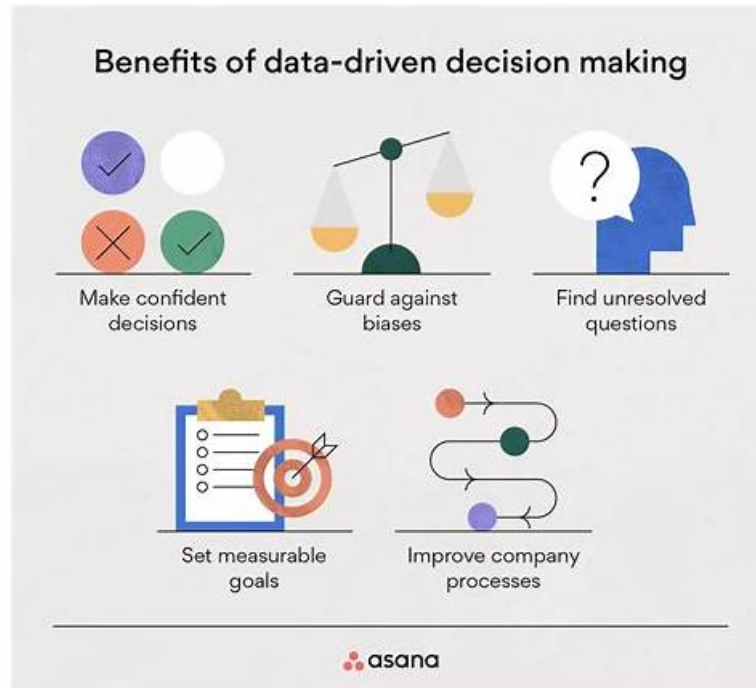 Benefits of data-driven decision making
Make confident
decisions
Guard against
biases
?
Find unresolved
questions
Set measurable
goals
Improve company
processes
asana